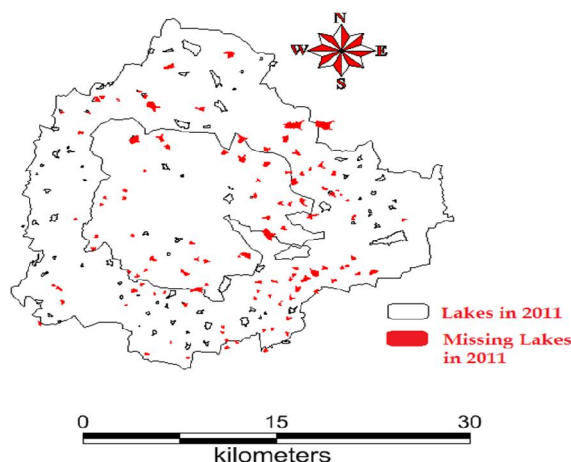 N
W E
S
Lakes in 2011
Missing Lakes
in 2011
0 15 30
kilometers